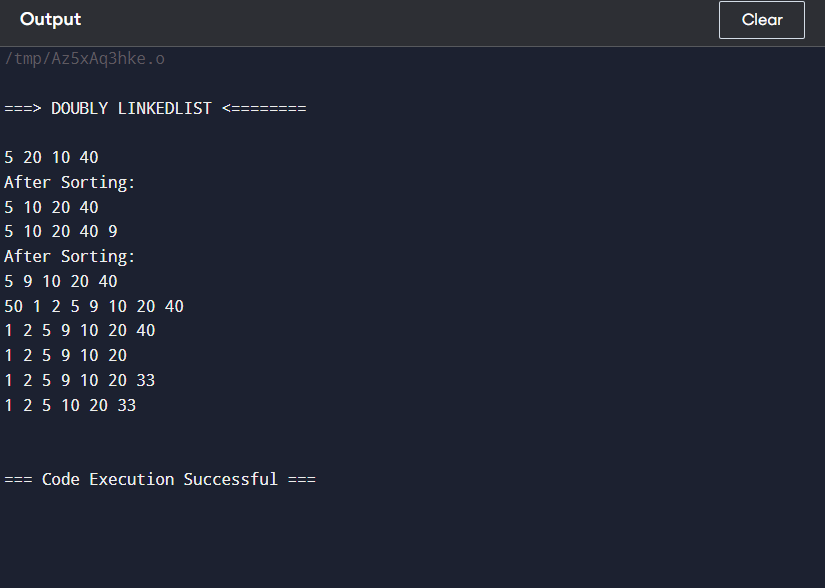 Output
Clear
/tmp/Az5xAq3hke.o
===> DOUBLY LINKEDLIST <========
5 20 10 40
After Sorting:
5 10 20 40
5 10 20 40 9
After Sorting:
5 9 10 20 40
50 1 2 5 9 10 20 40
1 2 5 9 10 20 40
1 2 5 9 10 20
1 2 5 9 10 20 33
1 2 5 10 20 33
=== Code Execution Successful ===